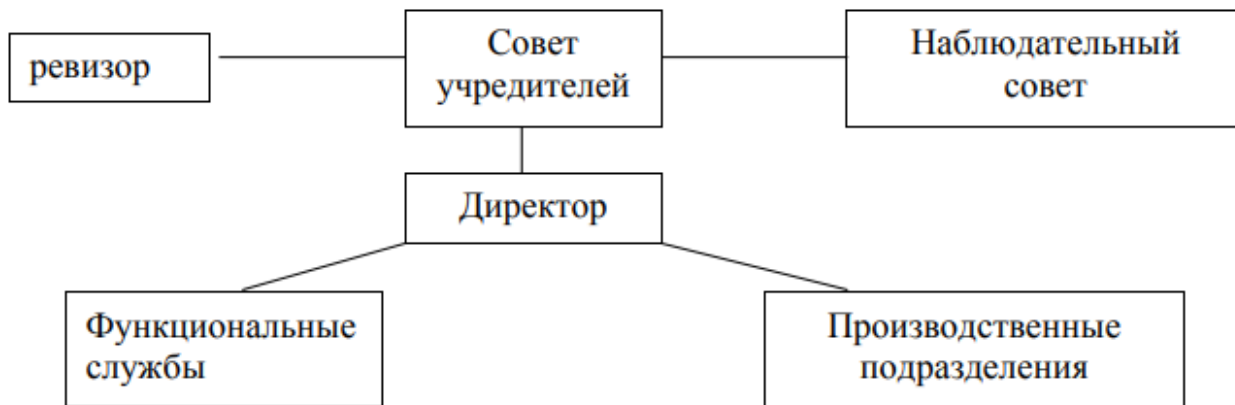 ревизор
Совет
учредителей
Наблюдательный
совет
Директор
Функциональные
службы
Производственные
подразделения